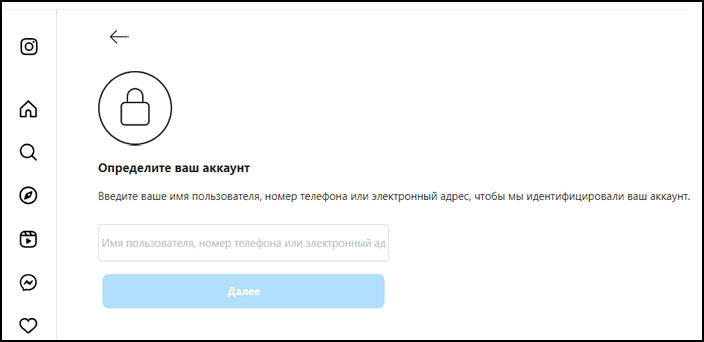 Определите ваш аккаунт
Введите ваше имя пользователя, номер телефона или электронный адрес, чтобы мы идентифицировали ваш аккаунт.
Имя пользователя, номер телефона или электронный ад
Далее